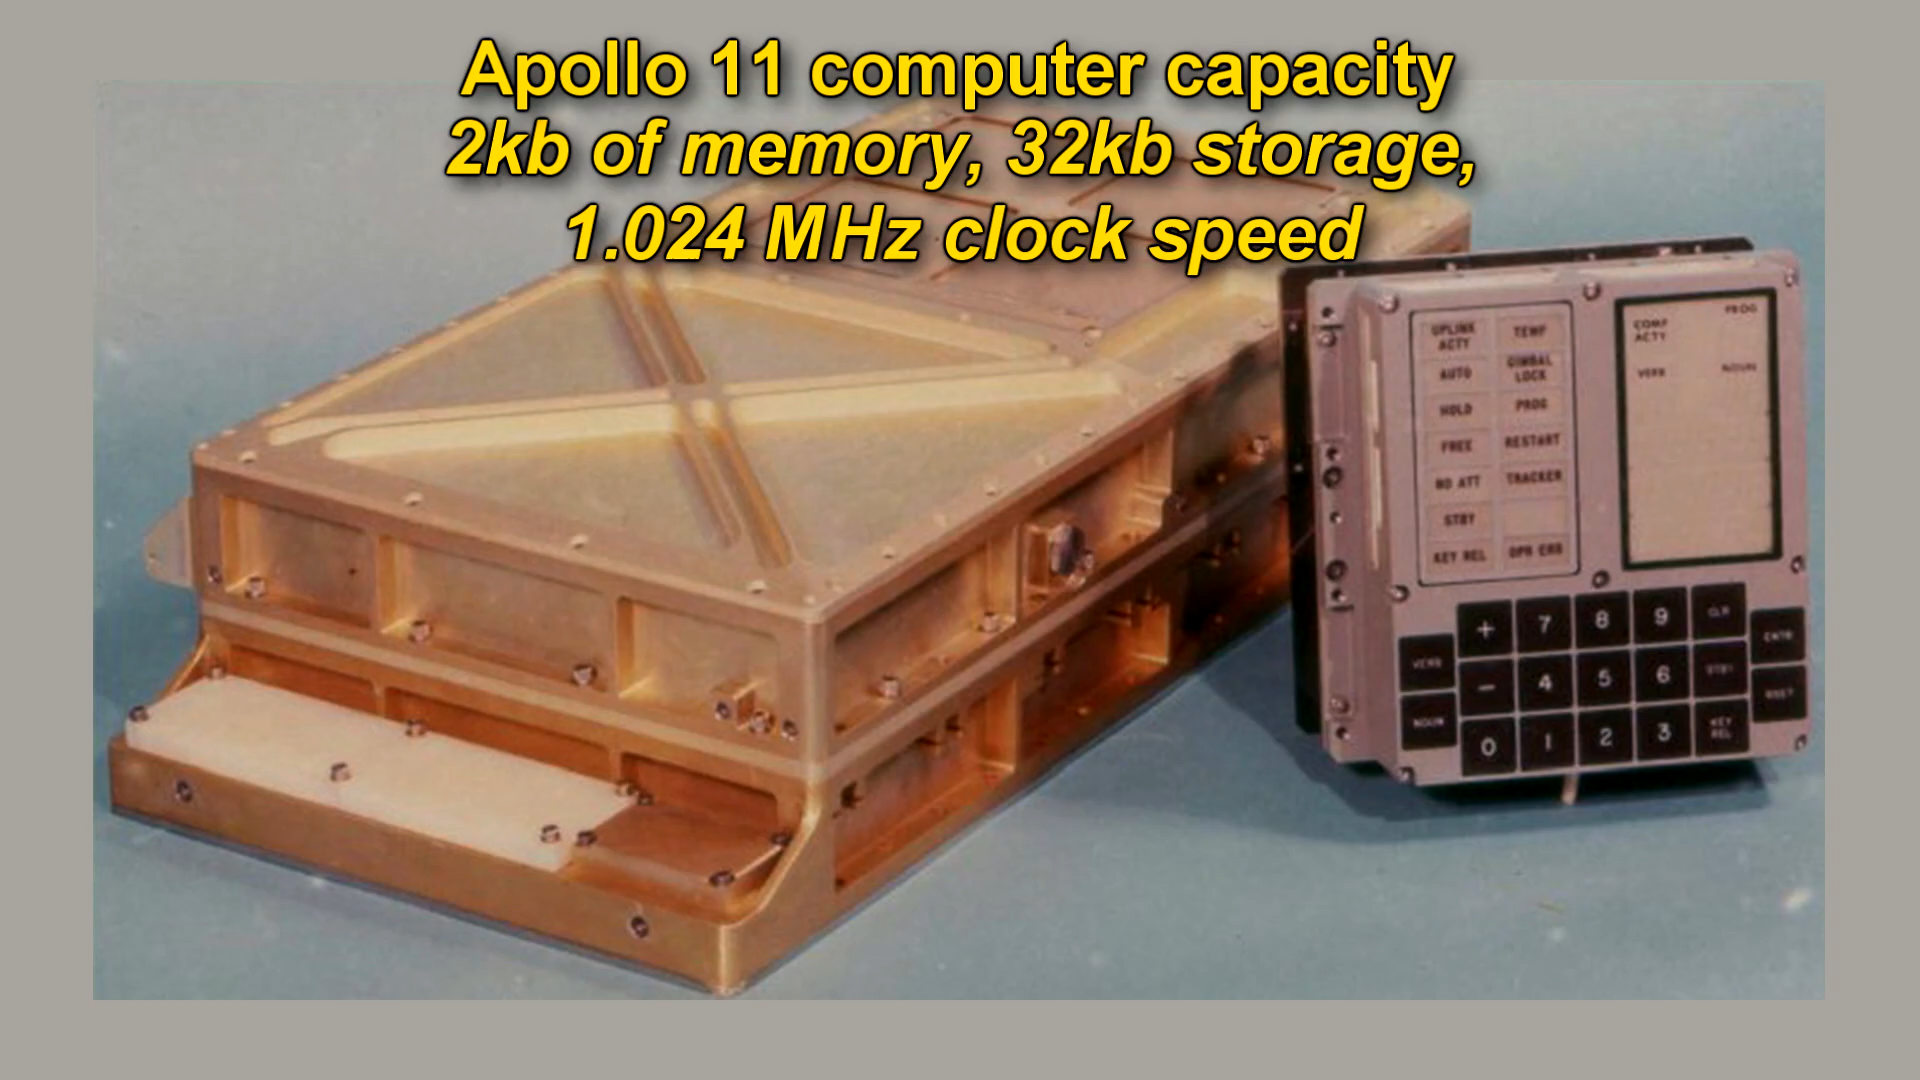 Apollo 11 computer capacity
2kb of memory, 32kb storage,
1.024 MHz clock speed
UPLINK ACTY
TEMP
AUTO
GIMBAL LOCK
HOLD
PROG
FREE
RESTART
NO ATT
TRACKER
STBY
KEY REL
OPR ERR
COMP ACTY
PROG
VERB
NOUN
+ 7 8 9 CLR
VERB
ENTR
- 4 5 6 STBY
NOUN
RSET
0 1 2 3 KEY REL